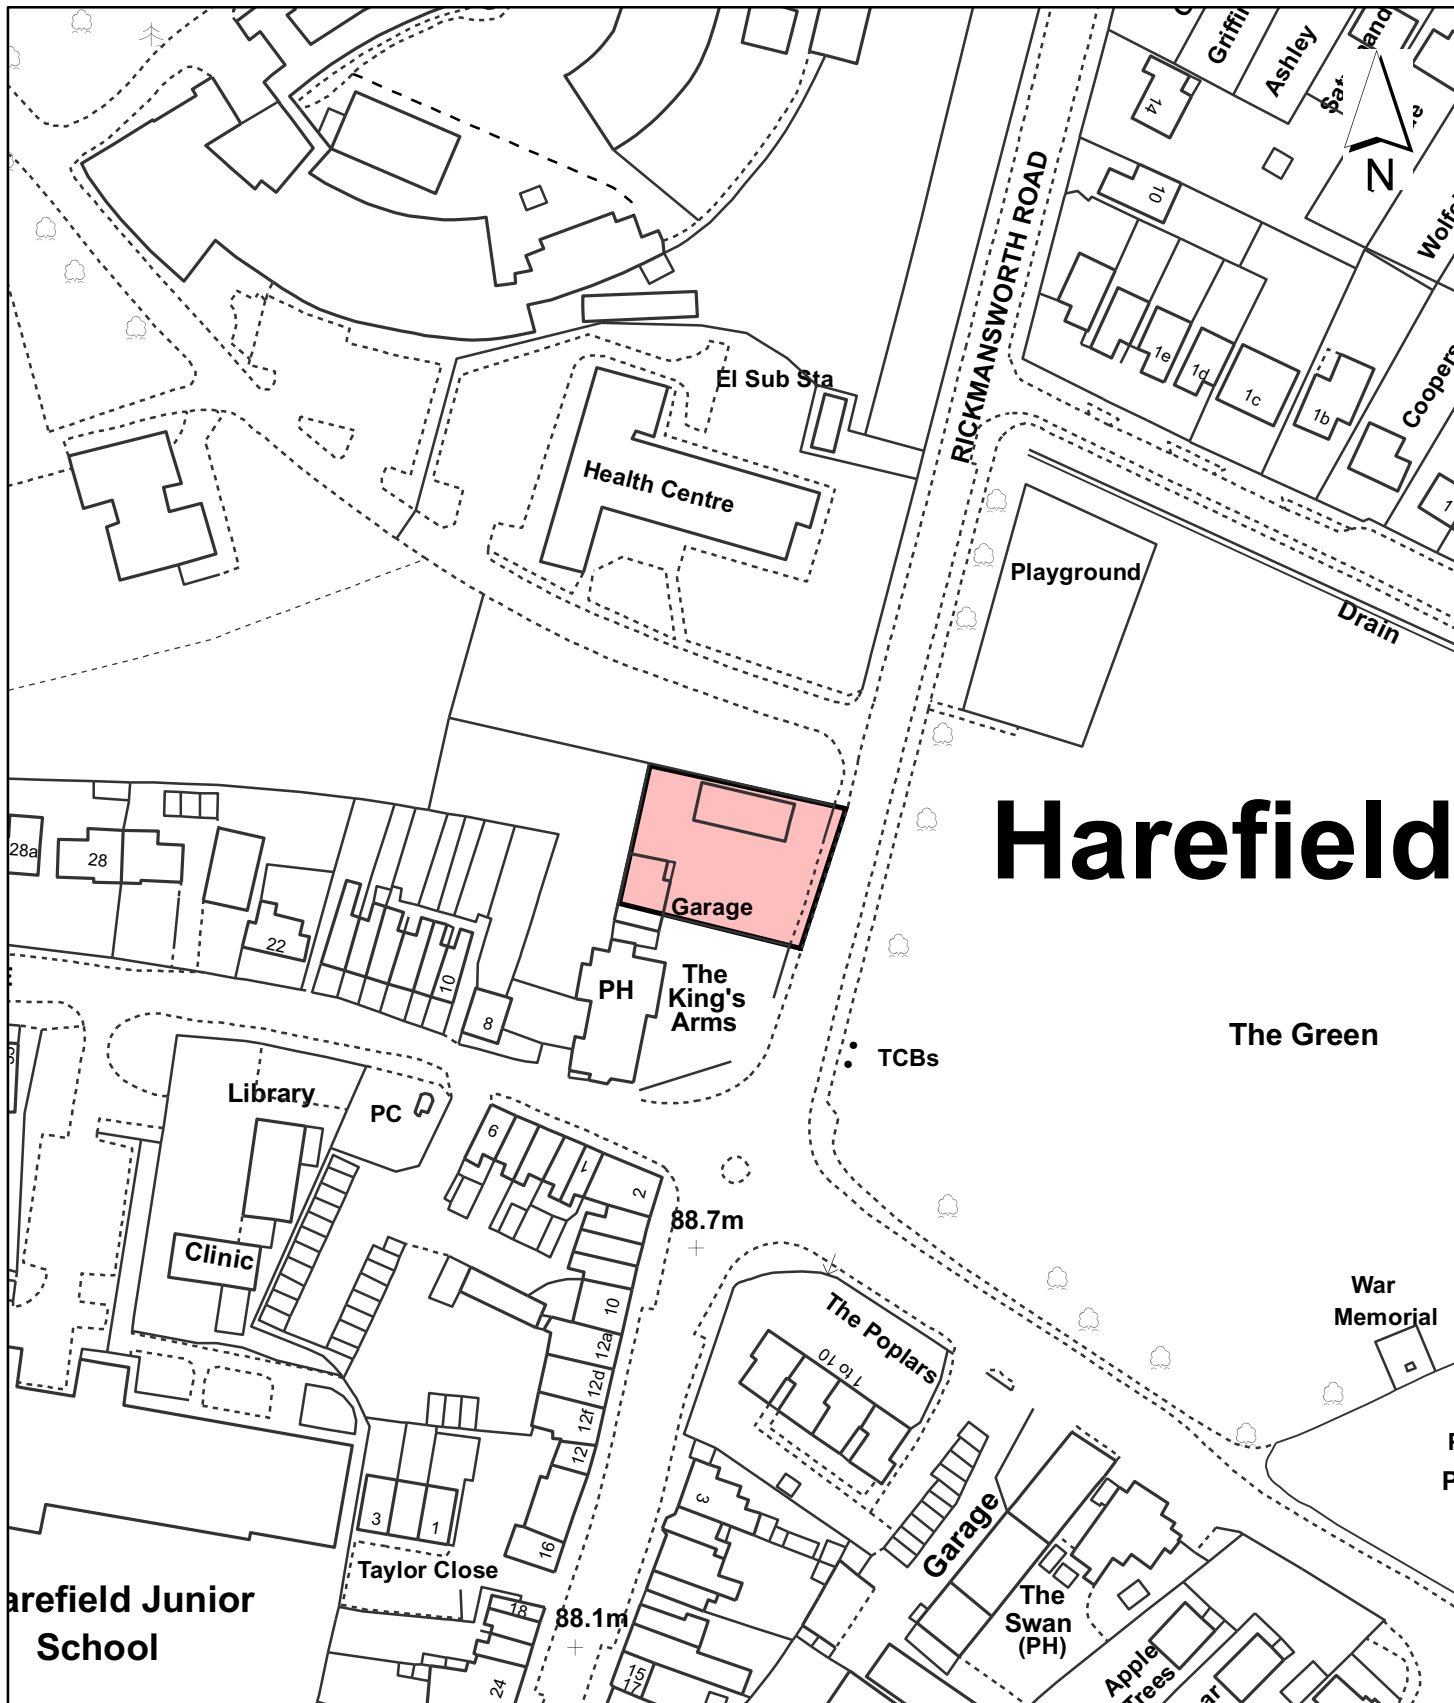 Griffin
Ashley
14
N
10
RICKMANSWORTH ROAD
1e
1d
1c
1b
Coopers
El Sub Sta
Health Centre
Playground
Drain
Harefield
28a
28
22
10
8
Garage
PH
The
King's
Arms
TCBs
The Green
Library
PC
6
1
2
88.7m
Clinic
10
12a
12d
12f
12
16
The Poplars
1 to 10
War
Memorial
3
3
1
Taylor Close
Garage
The
Swan
(PH)
arefield Junior
School
18
88.1m
24
15
17
Apple
Trees